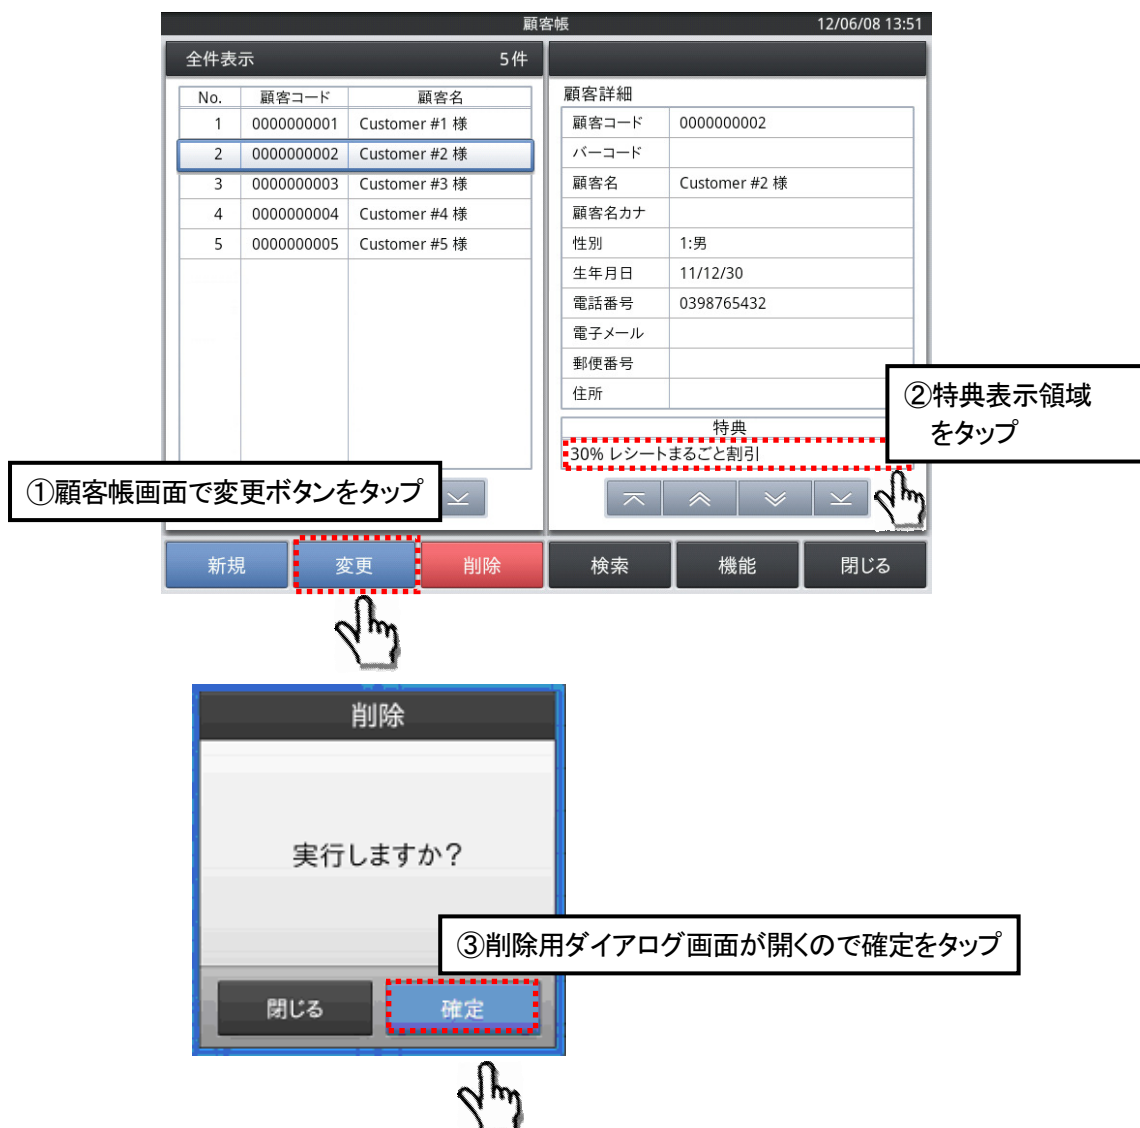 顧客帳 12/06/08 13:51
全件表示 5件
No. 顧客コード 顧客名
1 0000000001 Customer #1 様
2 0000000002 Customer #2 様
3 0000000003 Customer #3 様
4 0000000004 Customer #4 様
5 0000000005 Customer #5 様
顧客詳細
顧客コード 0000000002
バーコード
顧客名 Customer #2 様
顧客名カナ
性別 1:男
生年月日 11/12/30
電話番号 0398765432
電子メール
郵便番号
住所
特典
30% レシートまるごと割引
②特典表示領域
をタップ
①顧客帳画面で変更ボタンをタップ
新規 変更 削除 検索 機能 閉じる
削除
実行しますか?
③削除用ダイアログ画面が開くので確定をタップ
閉じる 確定